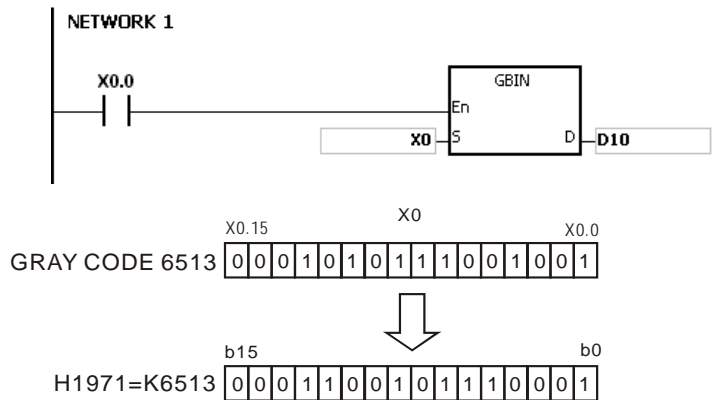 NETWORK 1
X0.0
GBIN
En
X0 S D D10
X0
X0.15 X0.0
GRAY CODE 6513 0 0 0 1 0 1 0 1 1 1 0 0 1 0 0 1
b15 b0
H1971=K6513 0 0 0 1 1 0 0 1 0 1 1 1 0 0 0 1